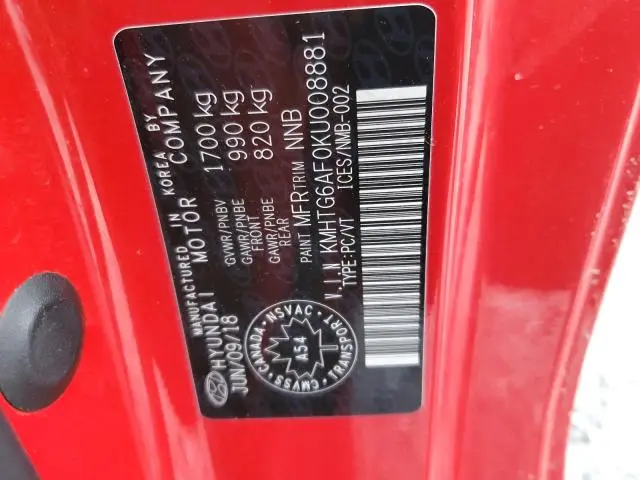 MANUFACTURED IN KOREA BY
HYUNDAI MOTOR COMPANY
JUN/09/18
GVWR/PNBV 1700 kg
GAWR/PNBE FRONT 990 kg
GAWR/PNBE REAR 820 kg
PAINT MFR TRIM NNB
V I N KMHTG6AF0KU008881
TYPE:PC/VT ICES/NMB-002
CANADA NSVAC
A54
CMVSS TRANSPORT